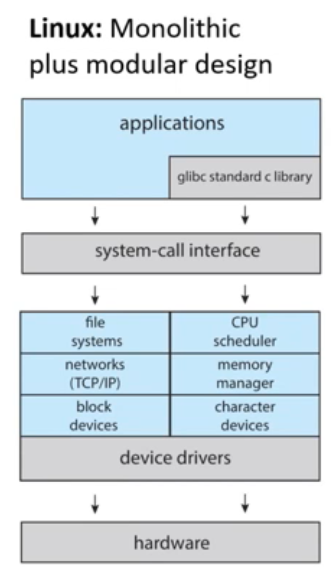 Linux: Monolithic
plus modular design
applications
glibc standard c library
system-call interface
file
systems
CPU
scheduler
networks
(TCP/IP)
memory
manager
block
devices
character
devices
device drivers
hardware